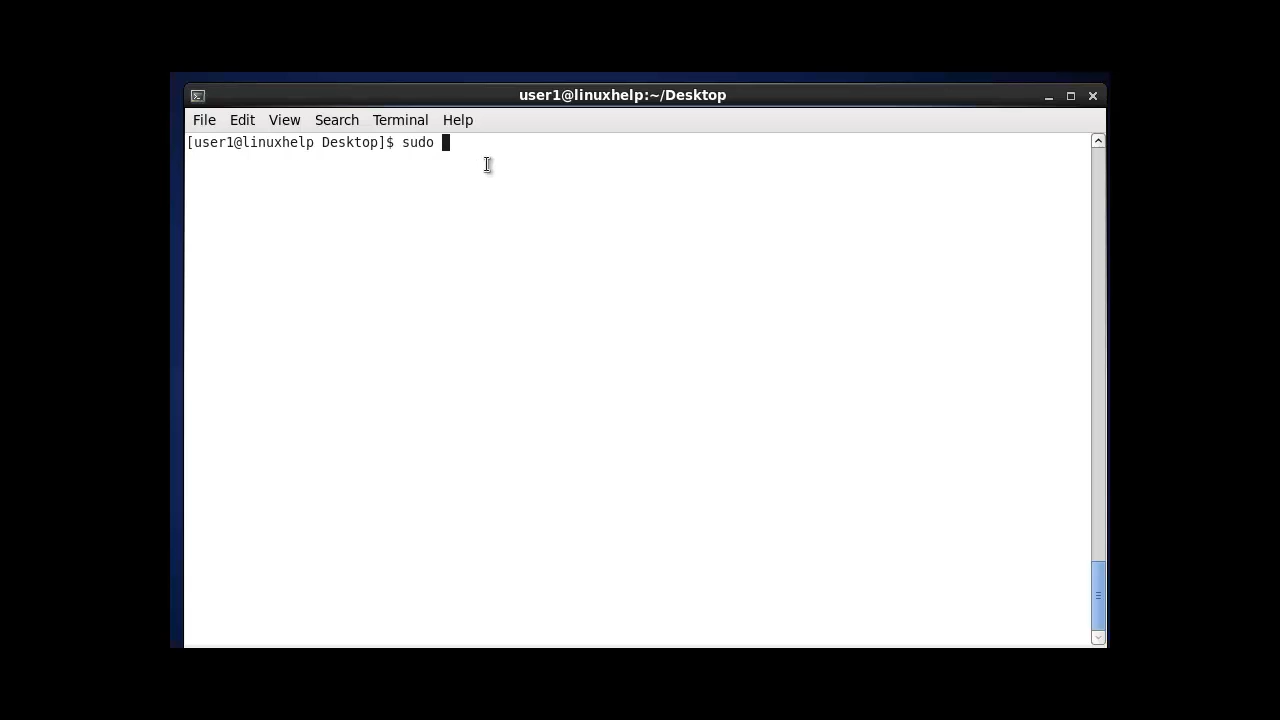 user1@linuxhelp:~/Desktop
File Edit View Search Terminal Help
[user1@linuxhelp Desktop]$ sudo